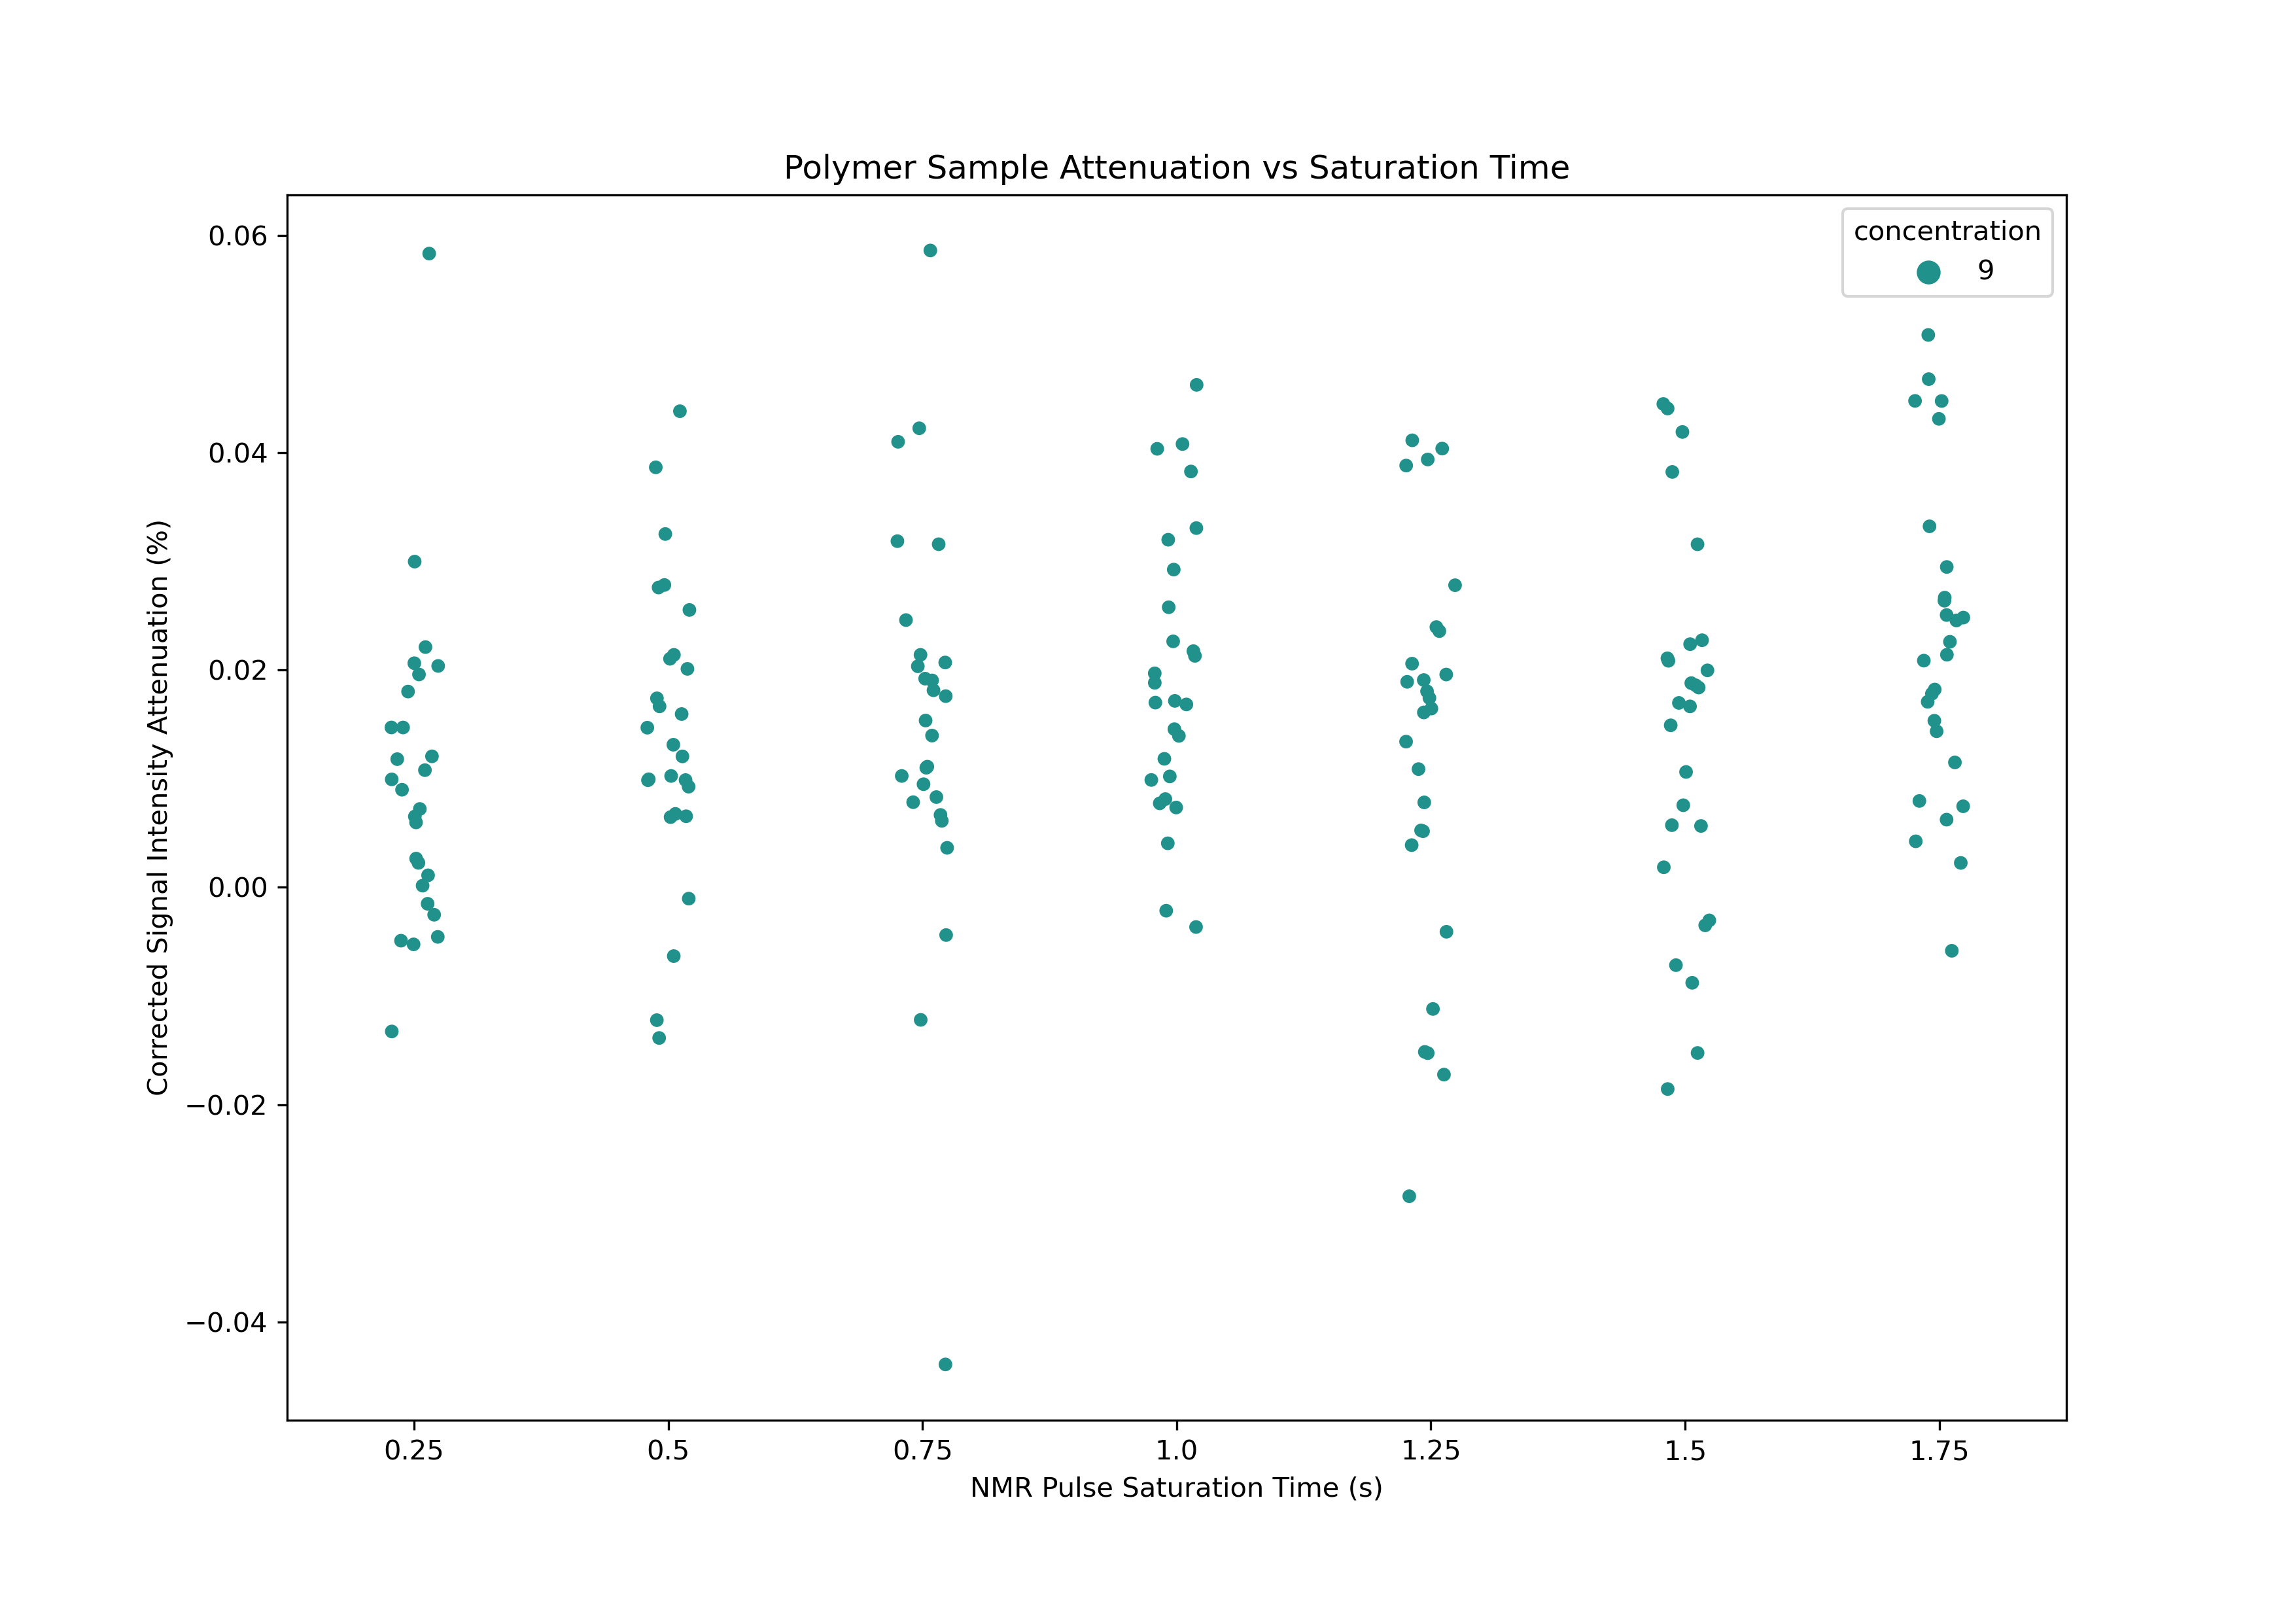 Polymer Sample Attenuation vs Saturation Time
concentration
9
0.06
0.04
0.02
0.00
−0.02
−0.04
Corrected Signal Intensity Attenuation (%)
0.25 0.5 0.75 1.0 1.25 1.5 1.75
NMR Pulse Saturation Time (s)